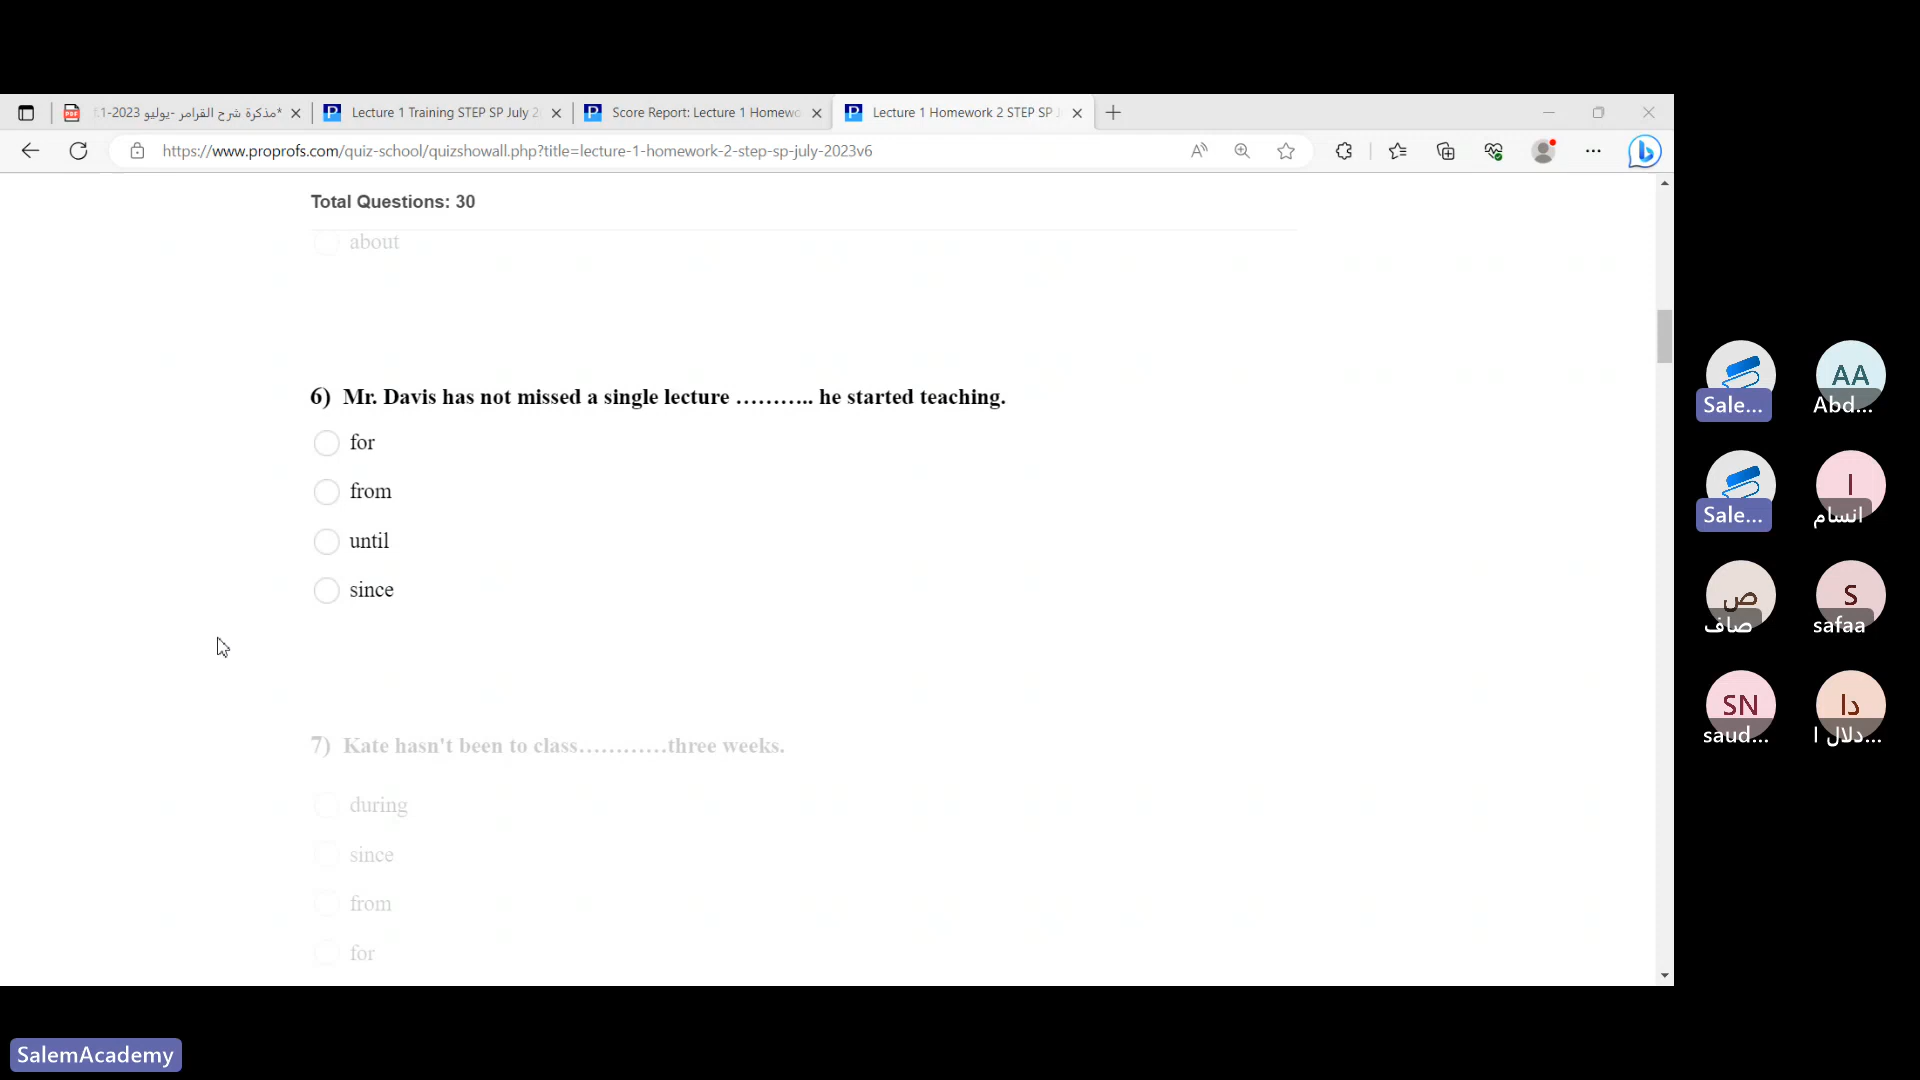 *مذكرة شرح القرامر -يوليو 2023-1
Lecture 1 Training STEP SP July 2
Score Report: Lecture 1 Homewo
Lecture 1 Homework 2 STEP SP J
https://www.proprofs.com/quiz-school/quizshowall.php?title=lecture-1-homework-2-step-sp-july-2023v6
Total Questions: 30
about
6) Mr. Davis has not missed a single lecture ……….. he started teaching.
for
from
until
since
7) Kate hasn't been to class…………three weeks.
during
since
from
for
Sale...
AA
Abd...
Sale...
ا
انسام
ص
صاف
S
safaa
SN
saud...
دا
دلال ا...
SalemAcademy